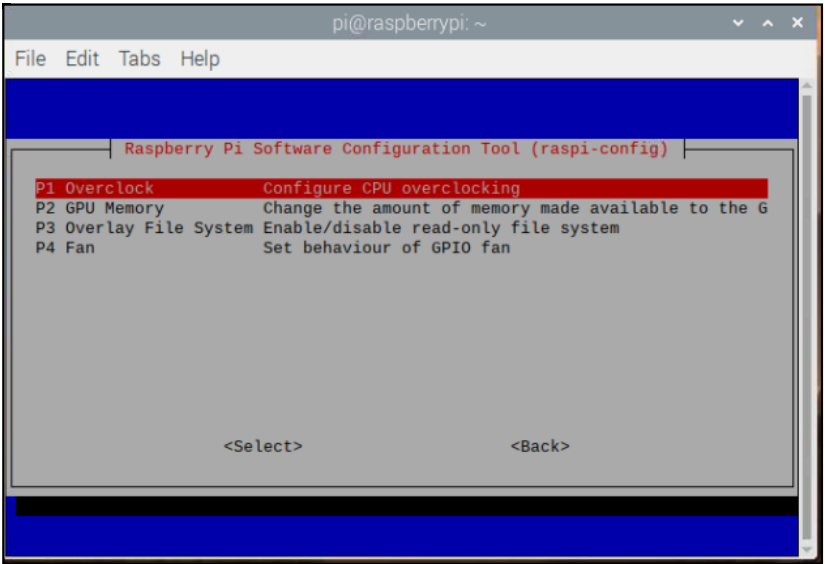 pi@raspberrypi: ~
File Edit Tabs Help
Raspberry Pi Software Configuration Tool (raspi-config)
P1 Overclock Configure CPU overclocking
P2 GPU Memory Change the amount of memory made available to the G
P3 Overlay File System Enable/disable read-only file system
P4 Fan Set behaviour of GPIO fan
<Select> <Back>